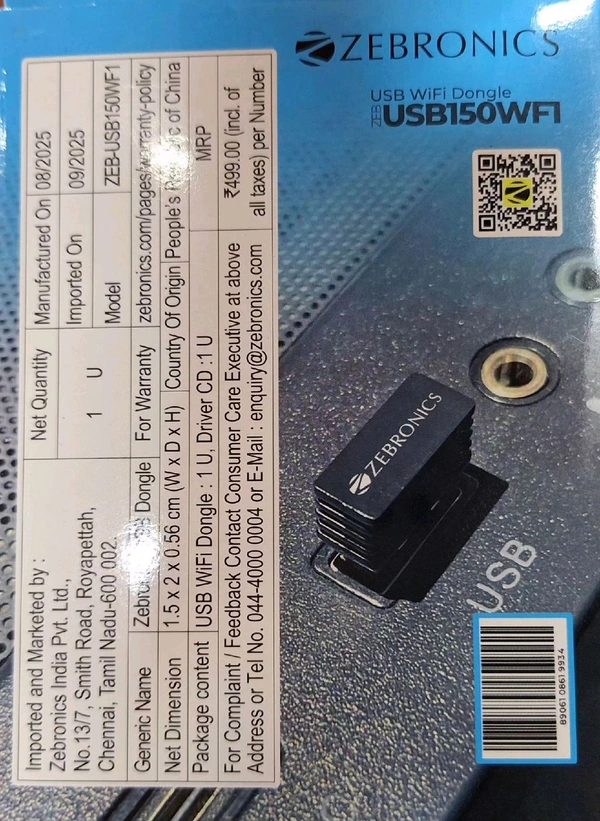 ZEBRONICS
USB WiFi Dongle
ZEB USB150WF1
Imported and Marketed by :
Zebronics India Pvt. Ltd.,
No.13/7, Smith Road, Royapettah,
Chennai, Tamil Nadu-600 002.
Net Quantity
1 U
Manufactured On 08/2025
Imported On 09/2025
Model ZEB-USB150WF1
Generic Name Dongle
For Warranty zebronics.com/pages/warranty-policy
Net Dimension 1.5 x 2 x 0.56 cm (W x D x H)
Country Of Origin People's of China
Package content USB WiFi Dongle : 1 U, Driver CD :1 U
MRP
₹499.00 (incl. of
all taxes) per Number
For Complaint / Feedback Contact Consumer Care Executive at above
Address or Tel No. 044-4000 0004 or E-Mail : enquiry@zebronics.com
ZEBRONICS
USB
8906108619934